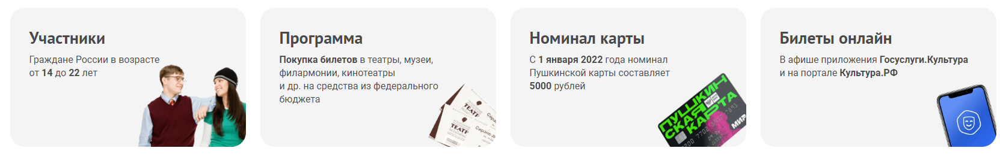 Участники
Граждане России в возрасте
от 14 до 22 лет
Программа
Покупка билетов в театры, музеи,
филармонии, кинотеатры
и др. на средства из федерального
бюджета
ТЕАТР
ТЕАТР
Сирано
Номинал карты
С 1 января 2022 года номинал
Пушкинской карты составляет
5000 рублей
ПУШКИН
СКАЯ
КАРТА
МИР
Билеты онлайн
В афише приложения Госуслуги.Культура
и на портале Культура.РФ